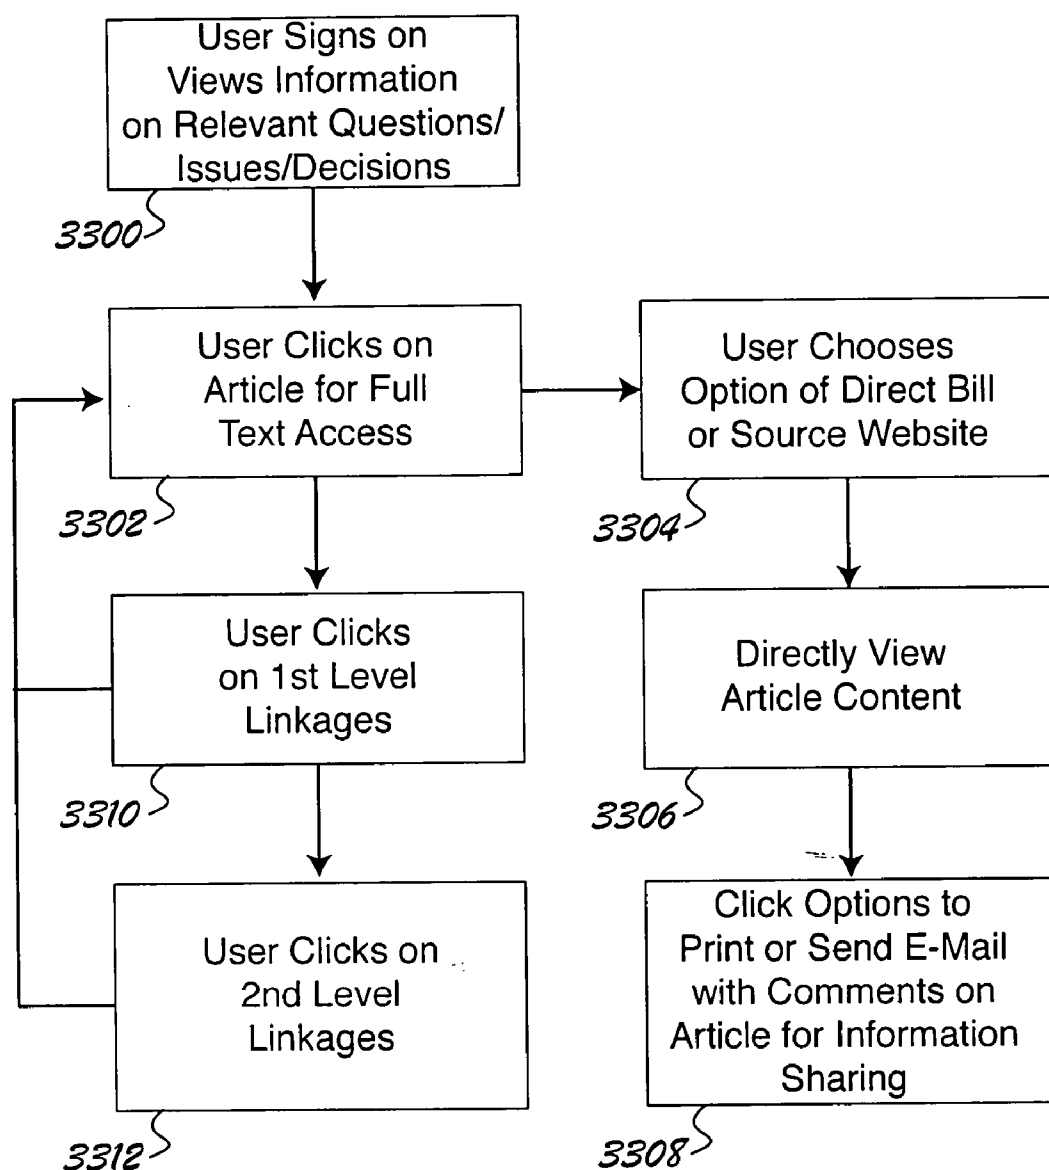 User Signs on
Views Information
on Relevant Questions/
Issues/Decisions
3300
User Clicks on
Article for Full
Text Access
3302
User Chooses
Option of Direct Bill
or Source Website
3304
User Clicks
on 1st Level
Linkages
3310
Directly View
Article Content
3306
User Clicks on
2nd Level
Linkages
3312
Click Options to
Print or Send E-Mail
with Comments on
Article for Information
Sharing
3308